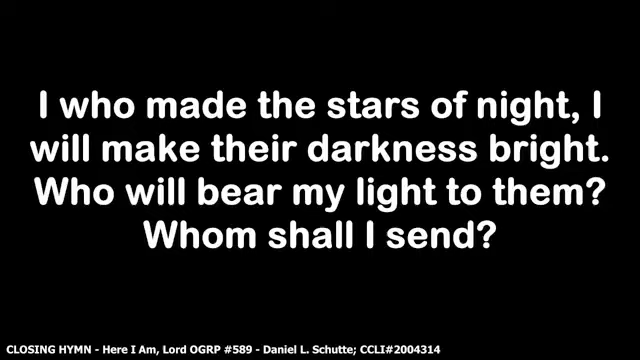 I who made the stars of night, I
will make their darkness bright.
Who will bear my light to them?
Whom shall I send?
CLOSING HYMN - Here I Am, Lord OGRP #589 - Daniel L. Schutte; CCLI#2004314